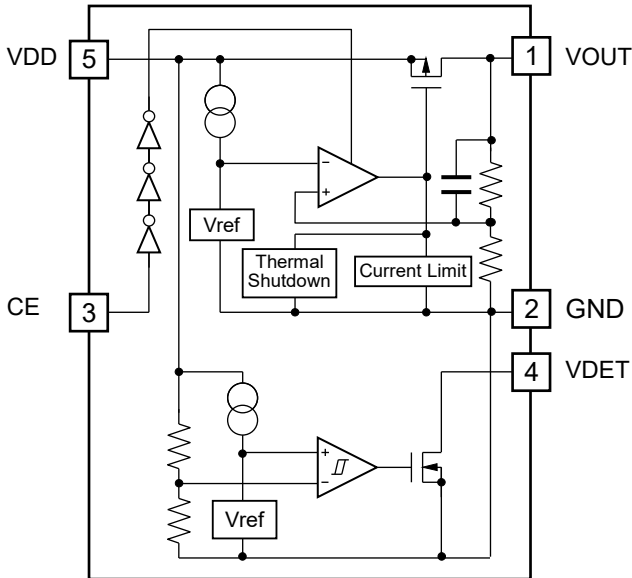 VDD
5
1
VOUT
−
+
Vref
Thermal
Shutdown
Current Limit
CE
3
2
GND
4
VDET
+
−
Vref